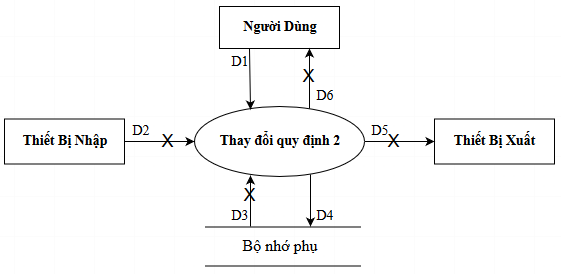 Người Dùng
D1
X
D6
Thiết Bị Nhập
D2
X
Thay đổi quy định 2
D5
X
Thiết Bị Xuất
X
D3
D4
Bộ nhớ phụ